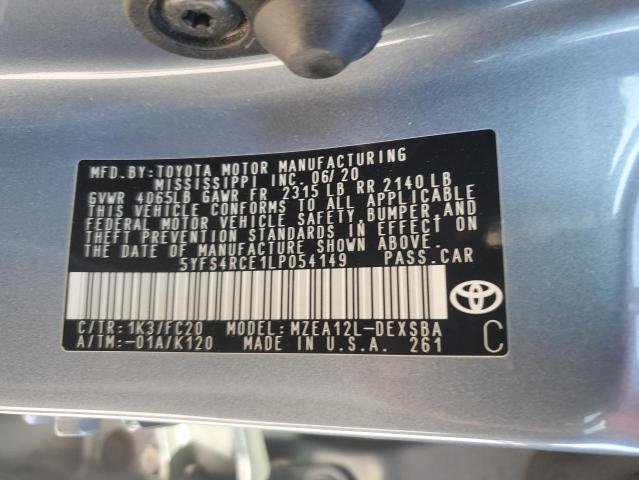 MFD.BY:TOYOTA MOTOR MANUFACTURING
MISSISSIPPI INC. 06/20
GVWR 4065LB GAWR FR 2315 LB RR 2140 LB
THIS VEHICLE CONFORMS TO ALL APPLICABLE
FEDERAL MOTOR VEHICLE SAFETY, BUMPER, AND
THEFT PREVENTION STANDARDS IN EFFECT ON
THE DATE OF MANUFACTURE SHOWN ABOVE.
5YFS4RCE1LP054149 PASS.CAR
C/TR: 1K3/FC20 MODEL: MZEA12L-DEXSBA
A/TM:-01A/K120 MADE IN U.S.A. 261 C